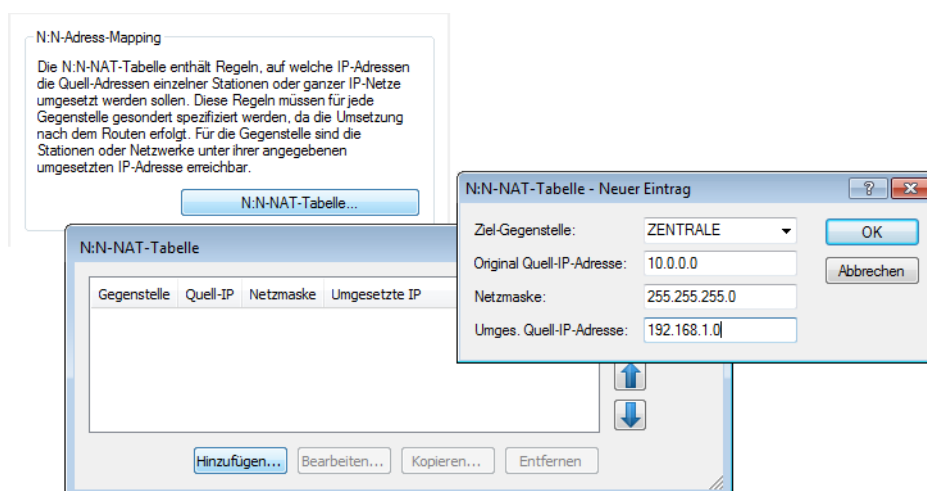 N:N-Adress-Mapping
Die N:N-NAT-Tabelle enthält Regeln, auf welche IP-Adressen
die Quell-Adressen einzelner Stationen oder ganzer IP-Netze
umgesetzt werden sollen. Diese Regeln müssen für jede
Gegenstelle gesondert spezifiziert werden, da die Umsetzung
nach dem Routen erfolgt. Für die Gegenstelle sind die
Stationen oder Netzwerke unter ihrer angegebenen
umgesetzten IP-Adresse erreichbar.
N:N-NAT-Tabelle...
N:N-NAT-Tabelle
Gegenstelle Quell-IP Netzmaske Umgesetzte IP
Hinzufügen... Bearbeiten... Kopieren... Entfernen
N:N-NAT-Tabelle - Neuer Eintrag
Ziel-Gegenstelle: ZENTRALE OK
Original Quell-IP-Adresse: 10.0.0.0 Abbrechen
Netzmaske: 255.255.255.0
Umges. Quell-IP-Adresse: 192.168.1.0